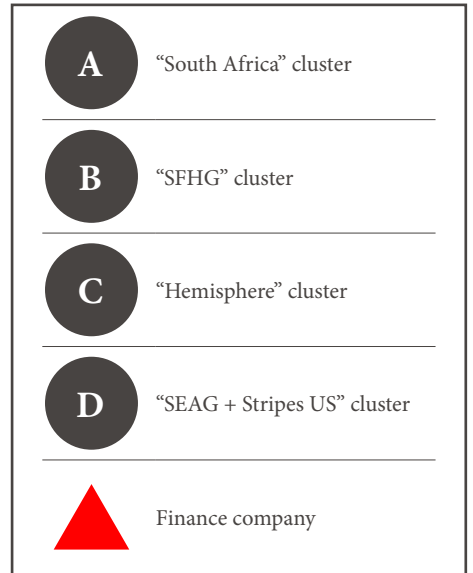 A “South Africa” cluster
B “SFHG” cluster
C “Hemisphere” cluster
D “SEAG + Stripes US” cluster
Finance company